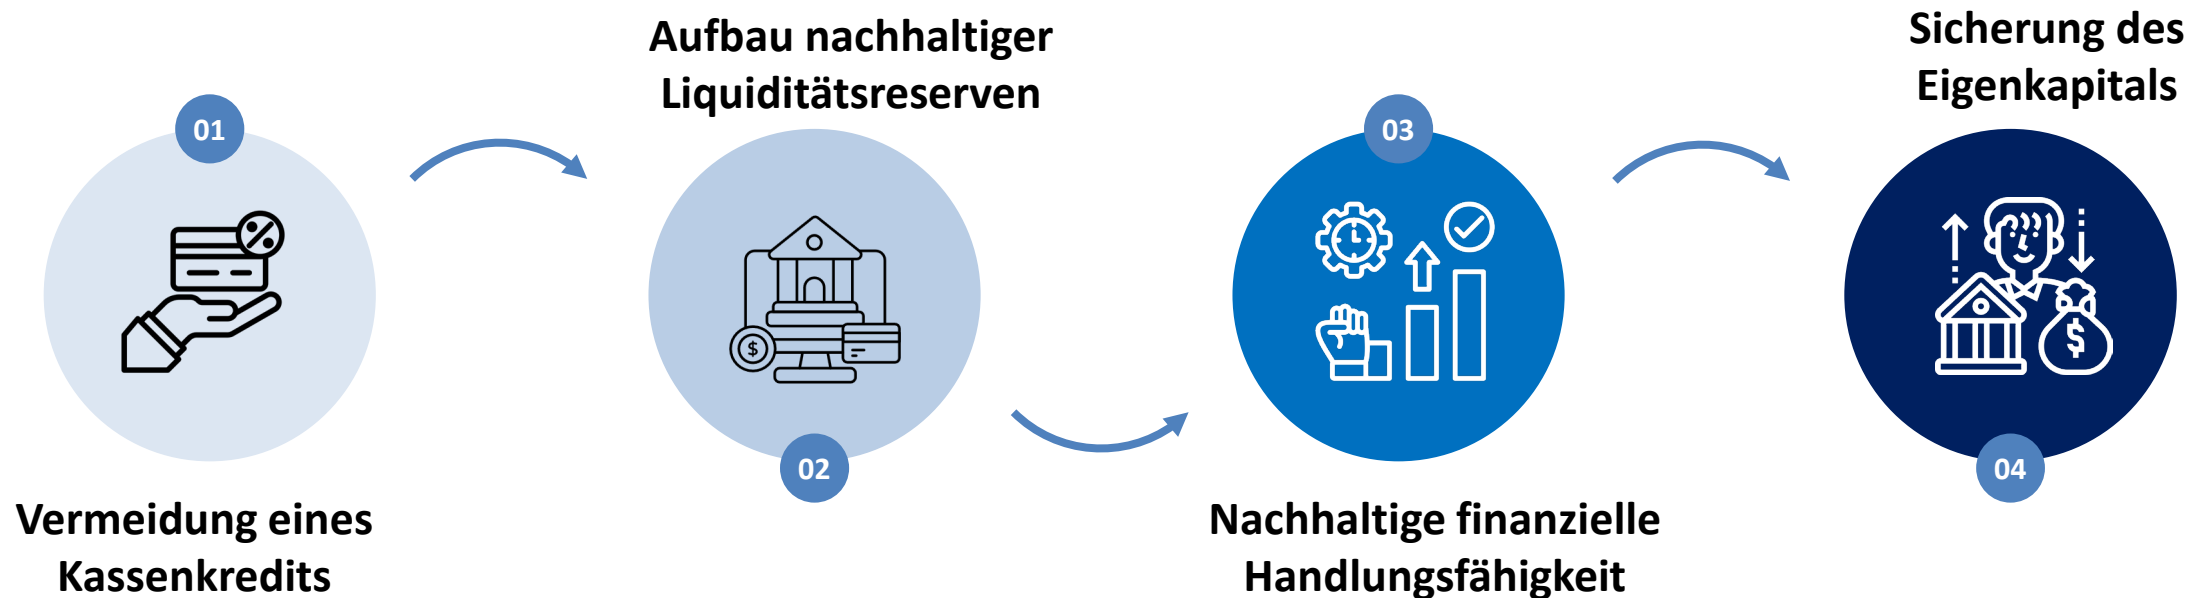 01
Vermeidung eines
Kassenkredits
Aufbau nachhaltiger
Liquiditätsreserven
$
02
03
Nachhaltige finanzielle
Handlungsfähigkeit
Sicherung des
Eigenkapitals
$
04